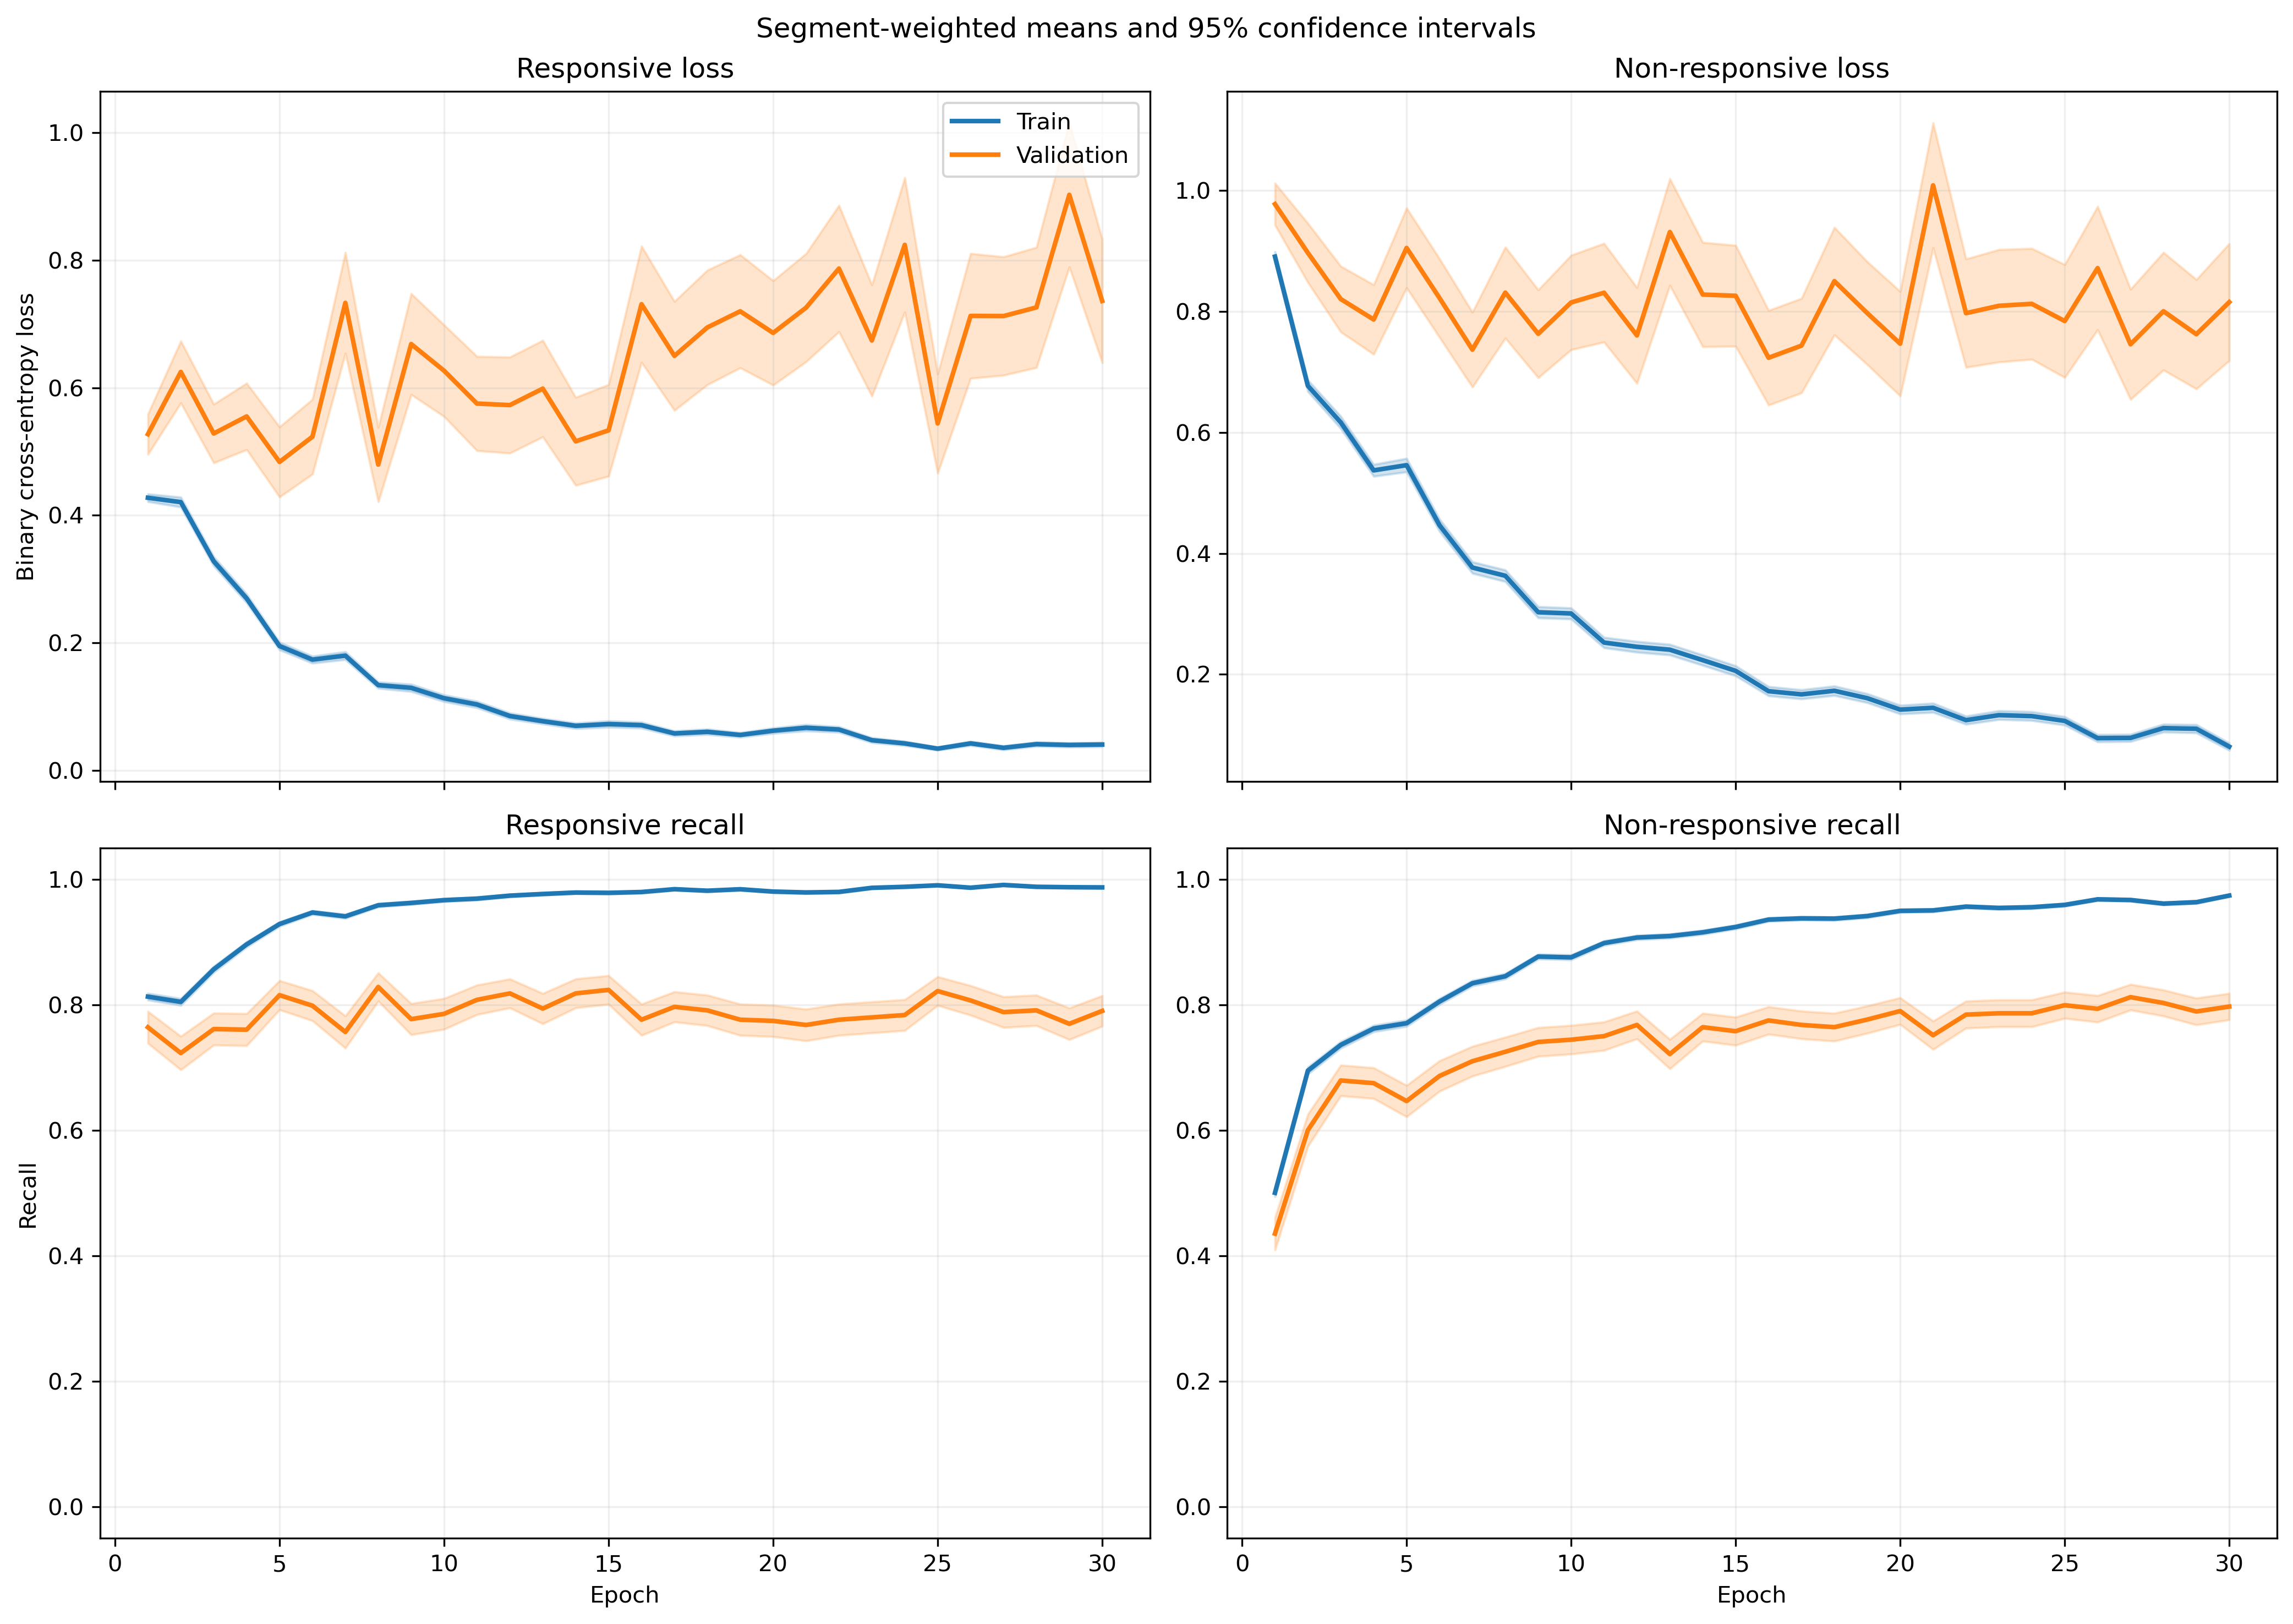 Segment-weighted means and 95% confidence intervals
Responsive loss
Non-responsive loss
Train
Validation
Binary cross-entropy loss
1.0
0.8
0.6
0.4
0.2
0.0
1.0
0.8
0.6
0.4
0.2
Responsive recall
Non-responsive recall
Recall
1.0
0.8
0.6
0.4
0.2
0.0
1.0
0.8
0.6
0.4
0.2
0.0
0 5 10 15 20 25 30
0 5 10 15 20 25 30
Epoch
Epoch